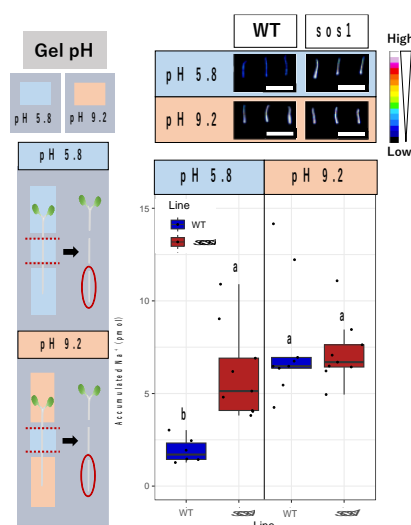 Gel pH
pH 5.8
pH 9.2
pH 5.8
pH 9.2
WT
sos1
pH 5.8
pH 9.2
High
Low
pH 5.8
pH 9.2
Accumulated Na⁺ (pmol)
15
10
5
0
Line
WT
a
a
a
b
WT
WT
Line